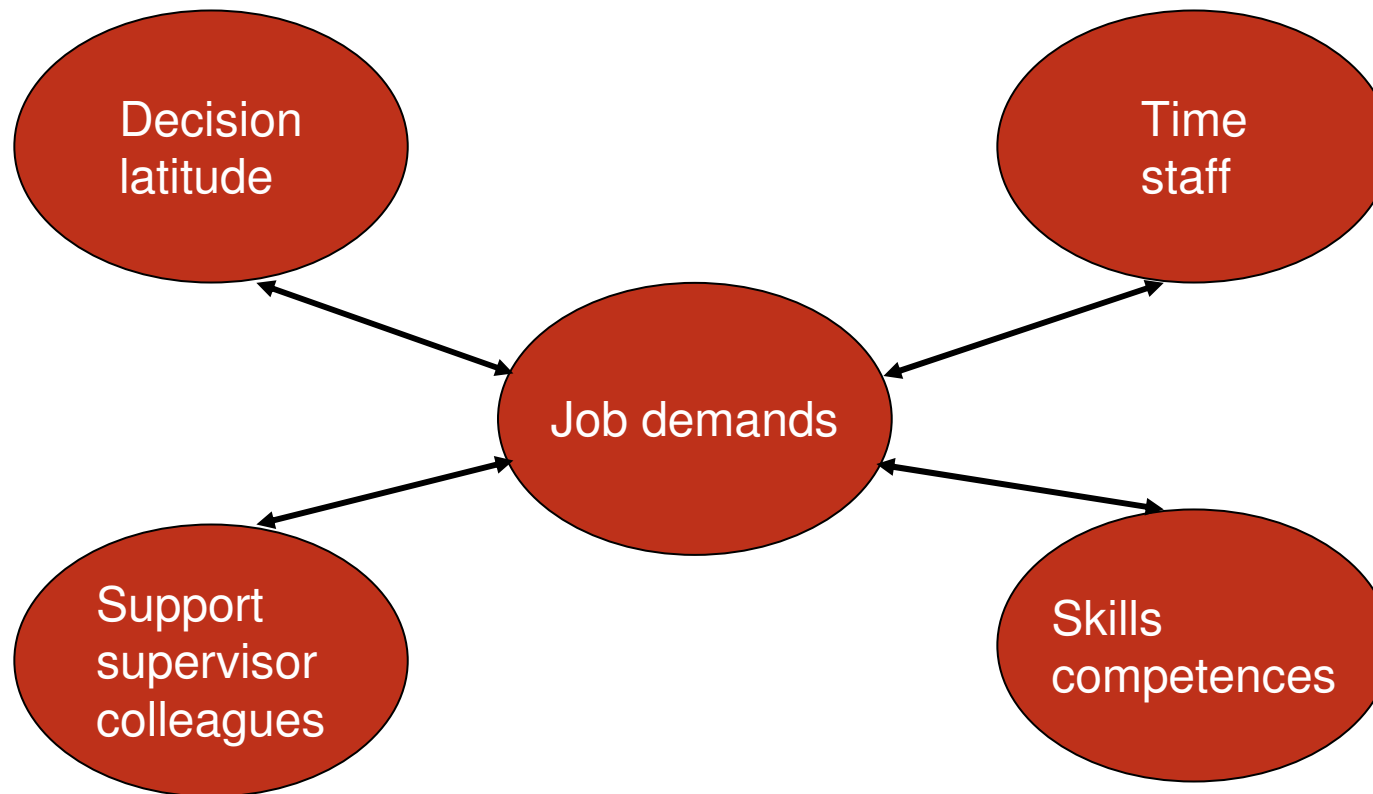 Decision
latitude
Time
staff
Job demands
Support
supervisor
colleagues
Skills
competences